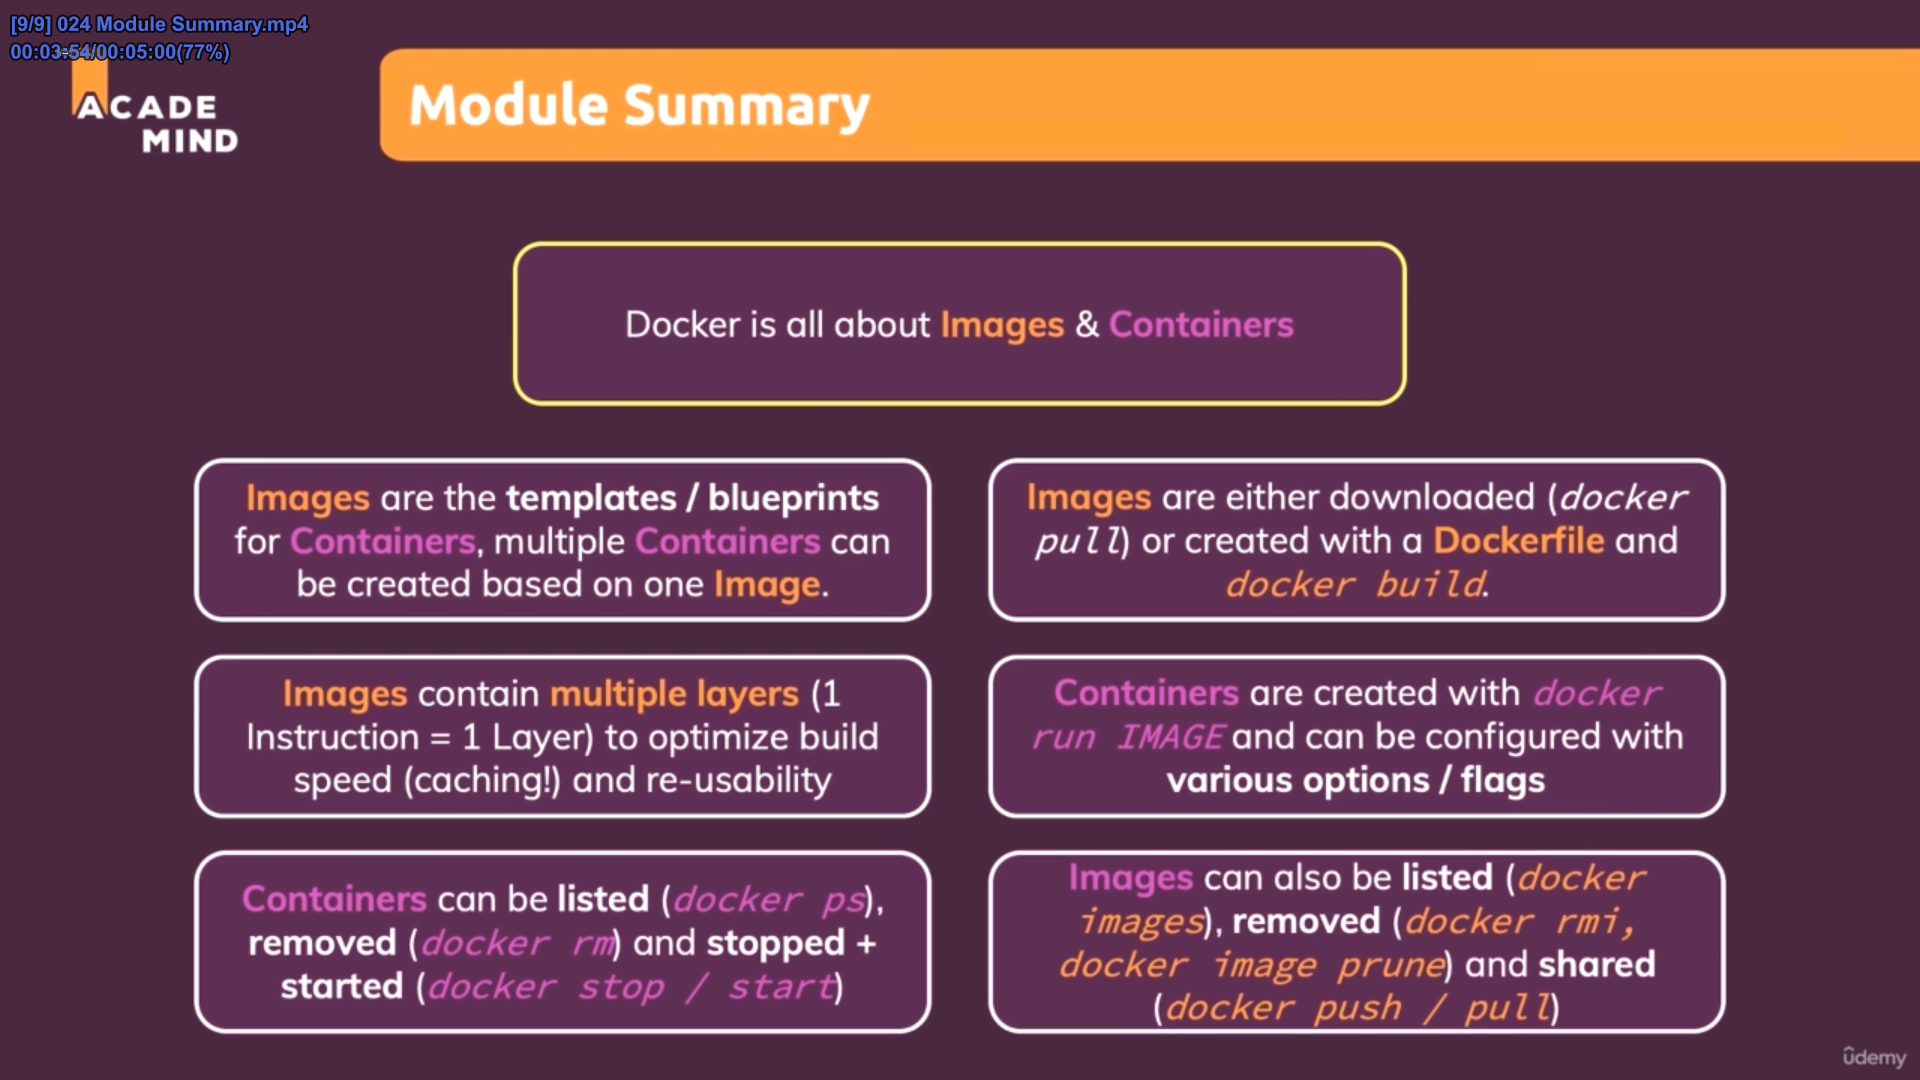 [9/9] 024 Module Summary.mp4
00:03:54/00:05:00(77%)
ACADE
MIND
Module Summary
Docker is all about Images & Containers
Images are the templates / blueprints
for Containers, multiple Containers can
be created based on one Image.
Images are either downloaded (docker
pull) or created with a Dockerfile and
docker build.
Images contain multiple layers (1
Instruction = 1 Layer) to optimize build
speed (caching!) and re-usability
Containers are created with docker
run IMAGE and can be configured with
various options / flags
Containers can be listed (docker ps),
removed (docker rm) and stopped +
started (docker stop / start)
Images can also be listed (docker
images), removed (docker rmi,
docker image prune) and shared
(docker push / pull)
ûdemy